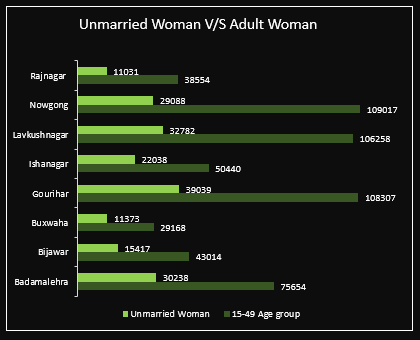 Unmarried Woman V/S Adult Woman
Rajnagar 11031 38554
Nowgong 29088 109017
Lavkushnagar 32782 106258
Ishanagar 22038 50440
Gourihar 39039 108307
Buxwaha 11373 29168
Bijawar 15417 43014
Badamalehra 30238 75654
Unmarried Woman 15-49 Age group